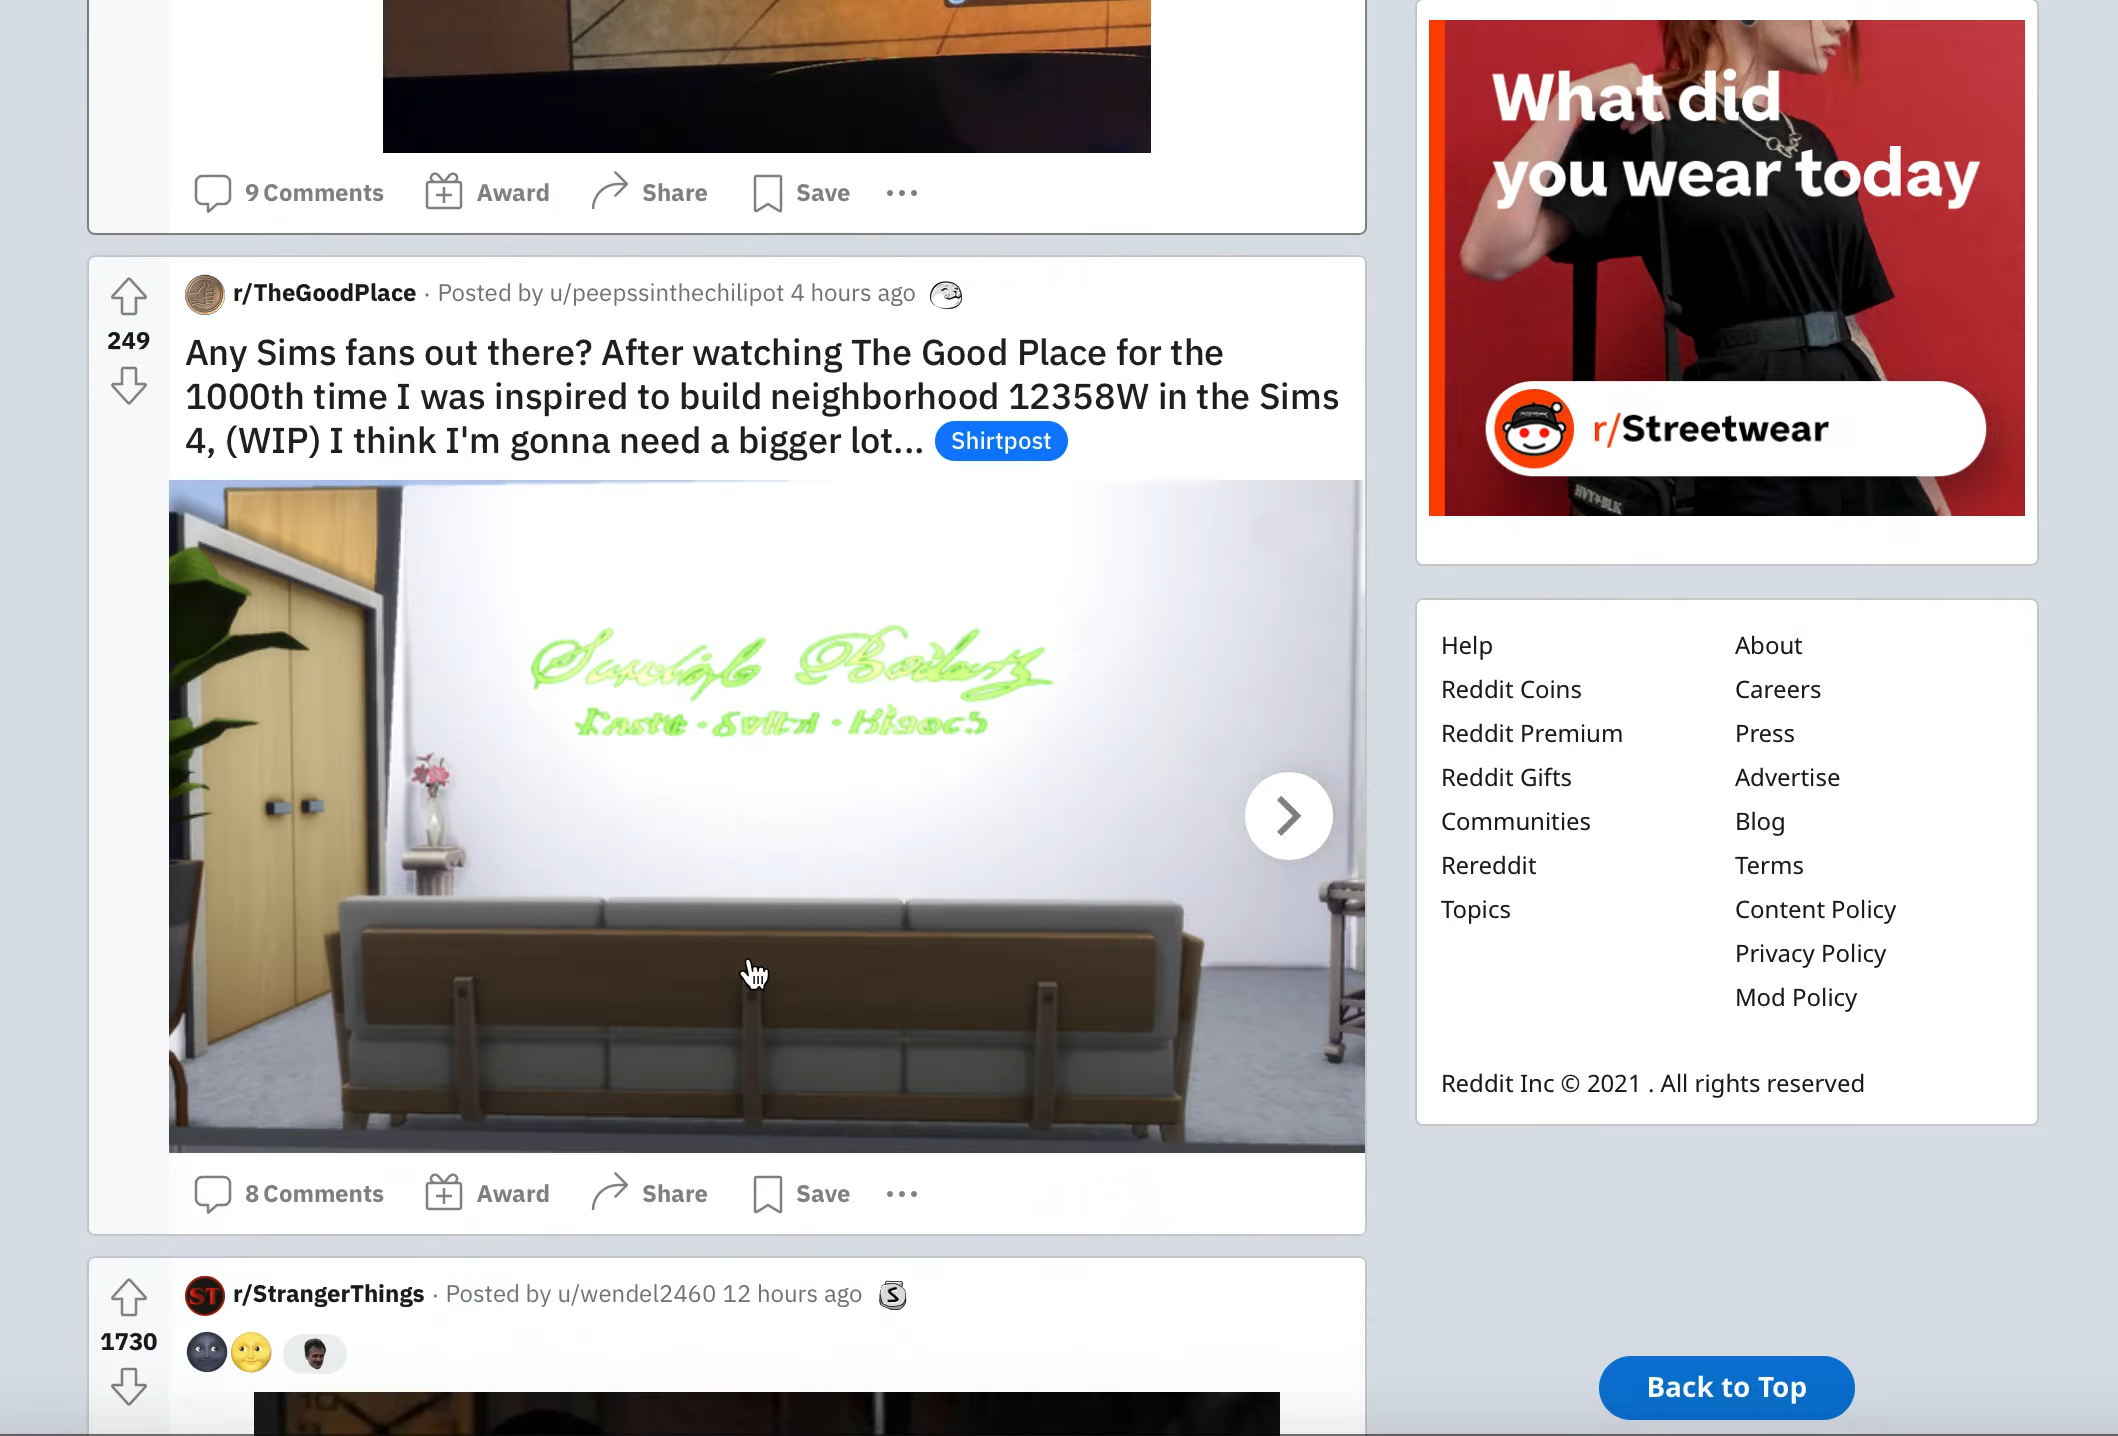 9 Comments Award Share Save
r/TheGoodPlace · Posted by u/peepssinthechilipot 4 hours ago
249
Any Sims fans out there? After watching The Good Place for the
1000th time I was inspired to build neighborhood 12358W in the Sims
4, (WIP) I think I'm gonna need a bigger lot... Shirtpost
8 Comments Award Share Save
ST r/StrangerThings · Posted by u/wendel2460 12 hours ago
1730
What did
you wear today
r/Streetwear
HVY BLK
Help
Reddit Coins
Reddit Premium
Reddit Gifts
Communities
Rereddit
Topics
About
Careers
Press
Advertise
Blog
Terms
Content Policy
Privacy Policy
Mod Policy
Reddit Inc © 2021 . All rights reserved
Back to Top